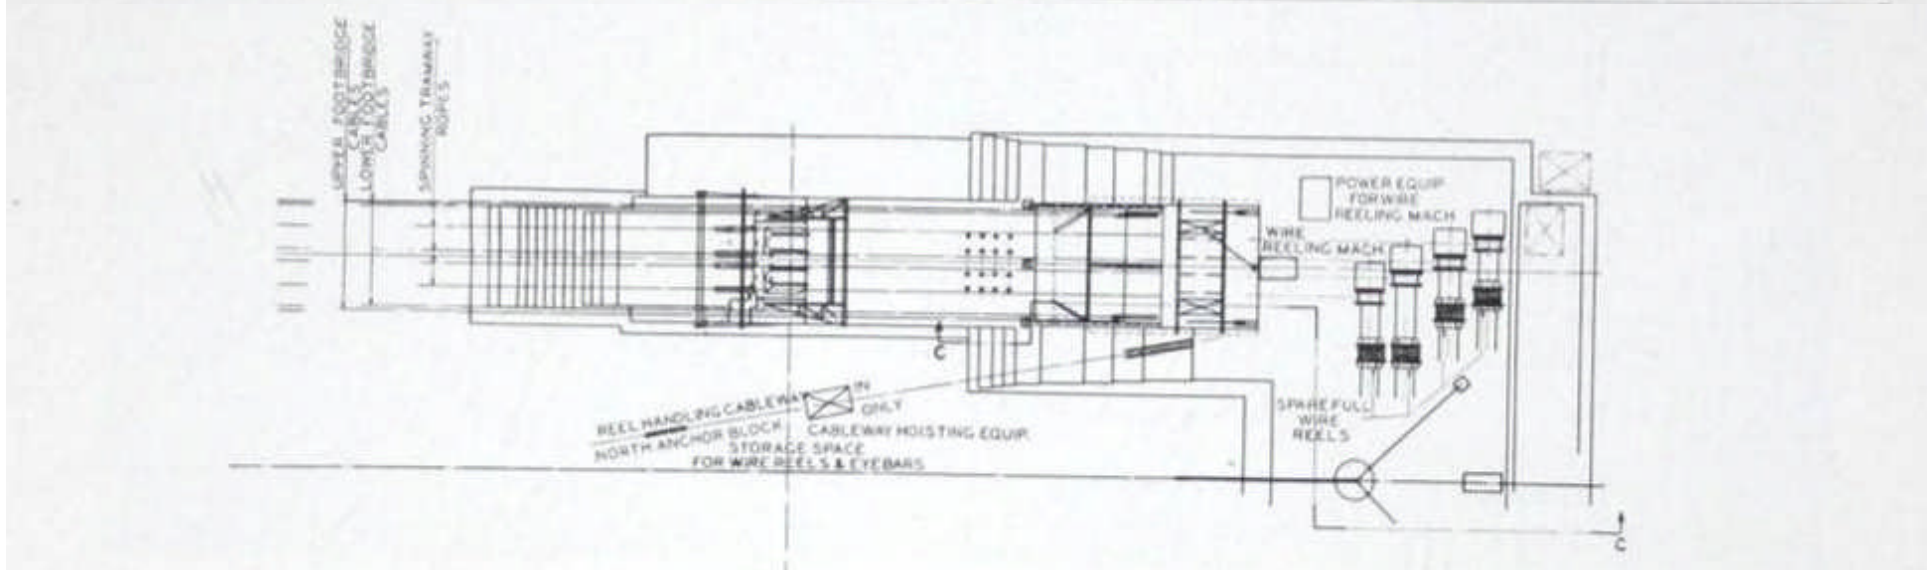 UPPER FOOTBRIDGE
CABLES
LOWER FOOTBRIDGE
CABLES
SPINNING TRAMWAY
ROPES
POWER EQUIP.
FOR WIRE
REELING MACH.
WIRE
REELING MACH.
C
REEL HANDLING CABLEWAY IN
NORTH ANCHOR BLOCK ONLY
CABLEWAY HOISTING EQUIP.
STORAGE SPACE
FOR WIRE REELS & EYEBARS
SPARE FULL
WIRE
REELS
C